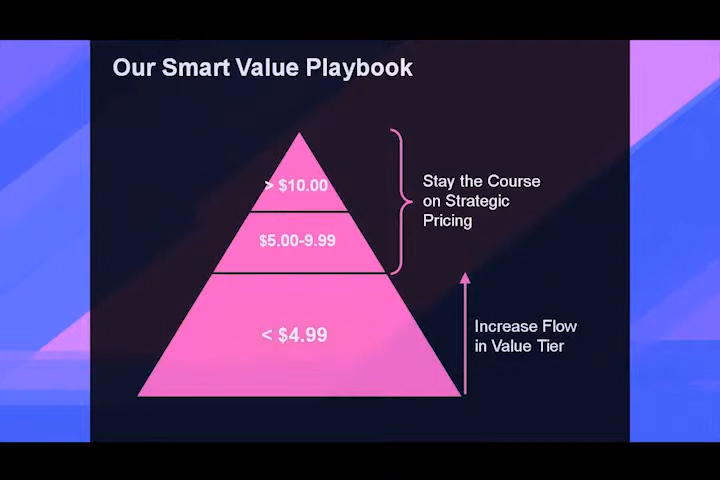 Our Smart Value Playbook
> $10.00
$5.00-9.99
< $4.99
Stay the Course
on Strategic
Pricing
Increase Flow
in Value Tier